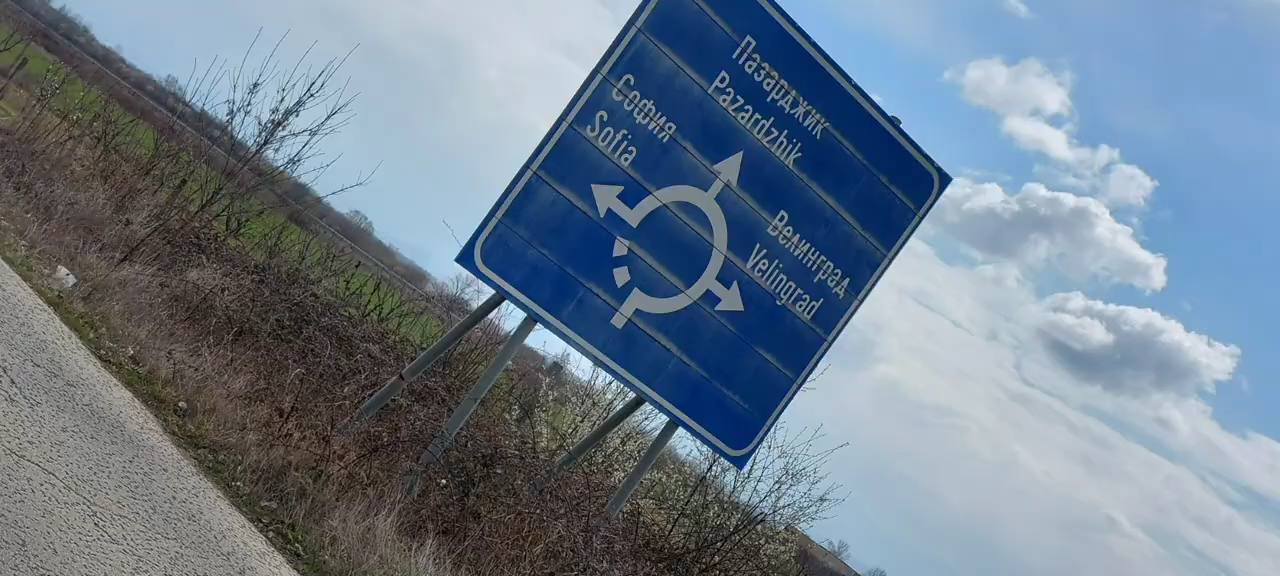 Пазарджик
Pazardzhik
София
Sofia
Велинград
Velingrad